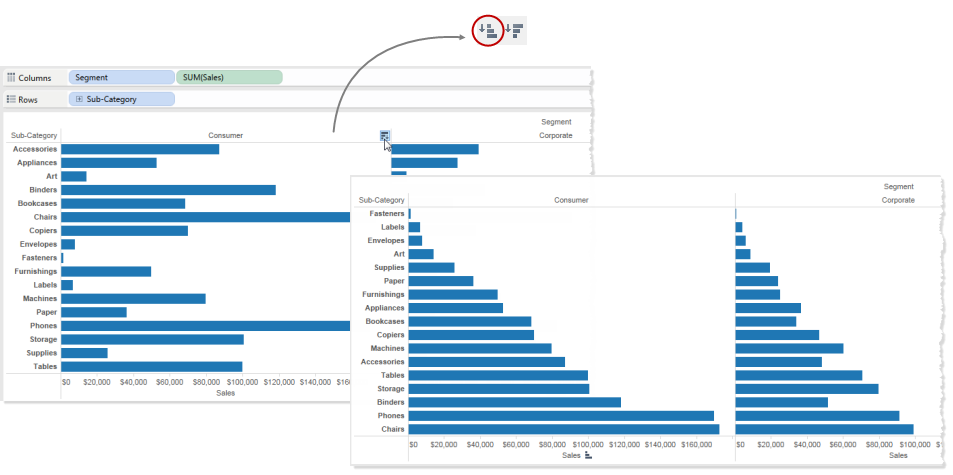 Columns Segment SUM(Sales)
Rows Sub-Category
Segment
Sub-Category Consumer Corporate
Accessories
Appliances
Art
Binders
Bookcases
Chairs
Copiers
Envelopes
Fasteners
Furnishings
Labels
Machines
Paper
Phones
Storage
Supplies
Tables
$0 $20,000 $40,000 $60,000 $80,000 $100,000 $120,000 $140,000 $16
Sales
Segment
Sub-Category Consumer Corporate
Fasteners
Labels
Envelopes
Art
Supplies
Paper
Furnishings
Appliances
Bookcases
Copiers
Machines
Accessories
Tables
Storage
Binders
Phones
Chairs
$0 $20,000 $40,000 $60,000 $80,000 $100,000 $120,000 $140,000 $160,000 $0 $20,000 $40,000 $60,000 $80,000 $100,000 $
Sales Sales